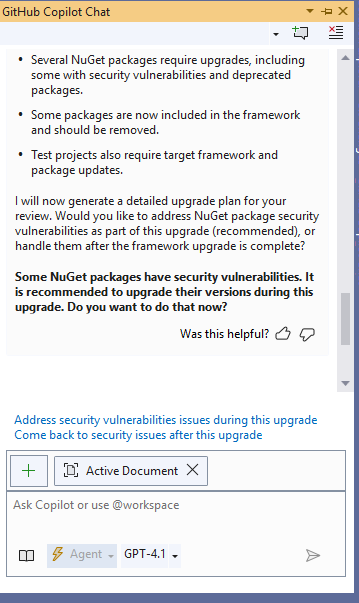 GitHub Copilot Chat
• Several NuGet packages require upgrades, including
some with security vulnerabilities and deprecated
packages.
• Some packages are now included in the framework
and should be removed.
• Test projects also require target framework and
package updates.
I will now generate a detailed upgrade plan for your
review. Would you like to address NuGet package security
vulnerabilities as part of this upgrade (recommended), or
handle them after the framework upgrade is complete?
Some NuGet packages have security vulnerabilities. It
is recommended to upgrade their versions during this
upgrade. Do you want to do that now?
Was this helpful?
Address security vulnerabilities issues during this upgrade
Come back to security issues after this upgrade
Active Document
Ask Copilot or use @workspace
Agent GPT-4.1